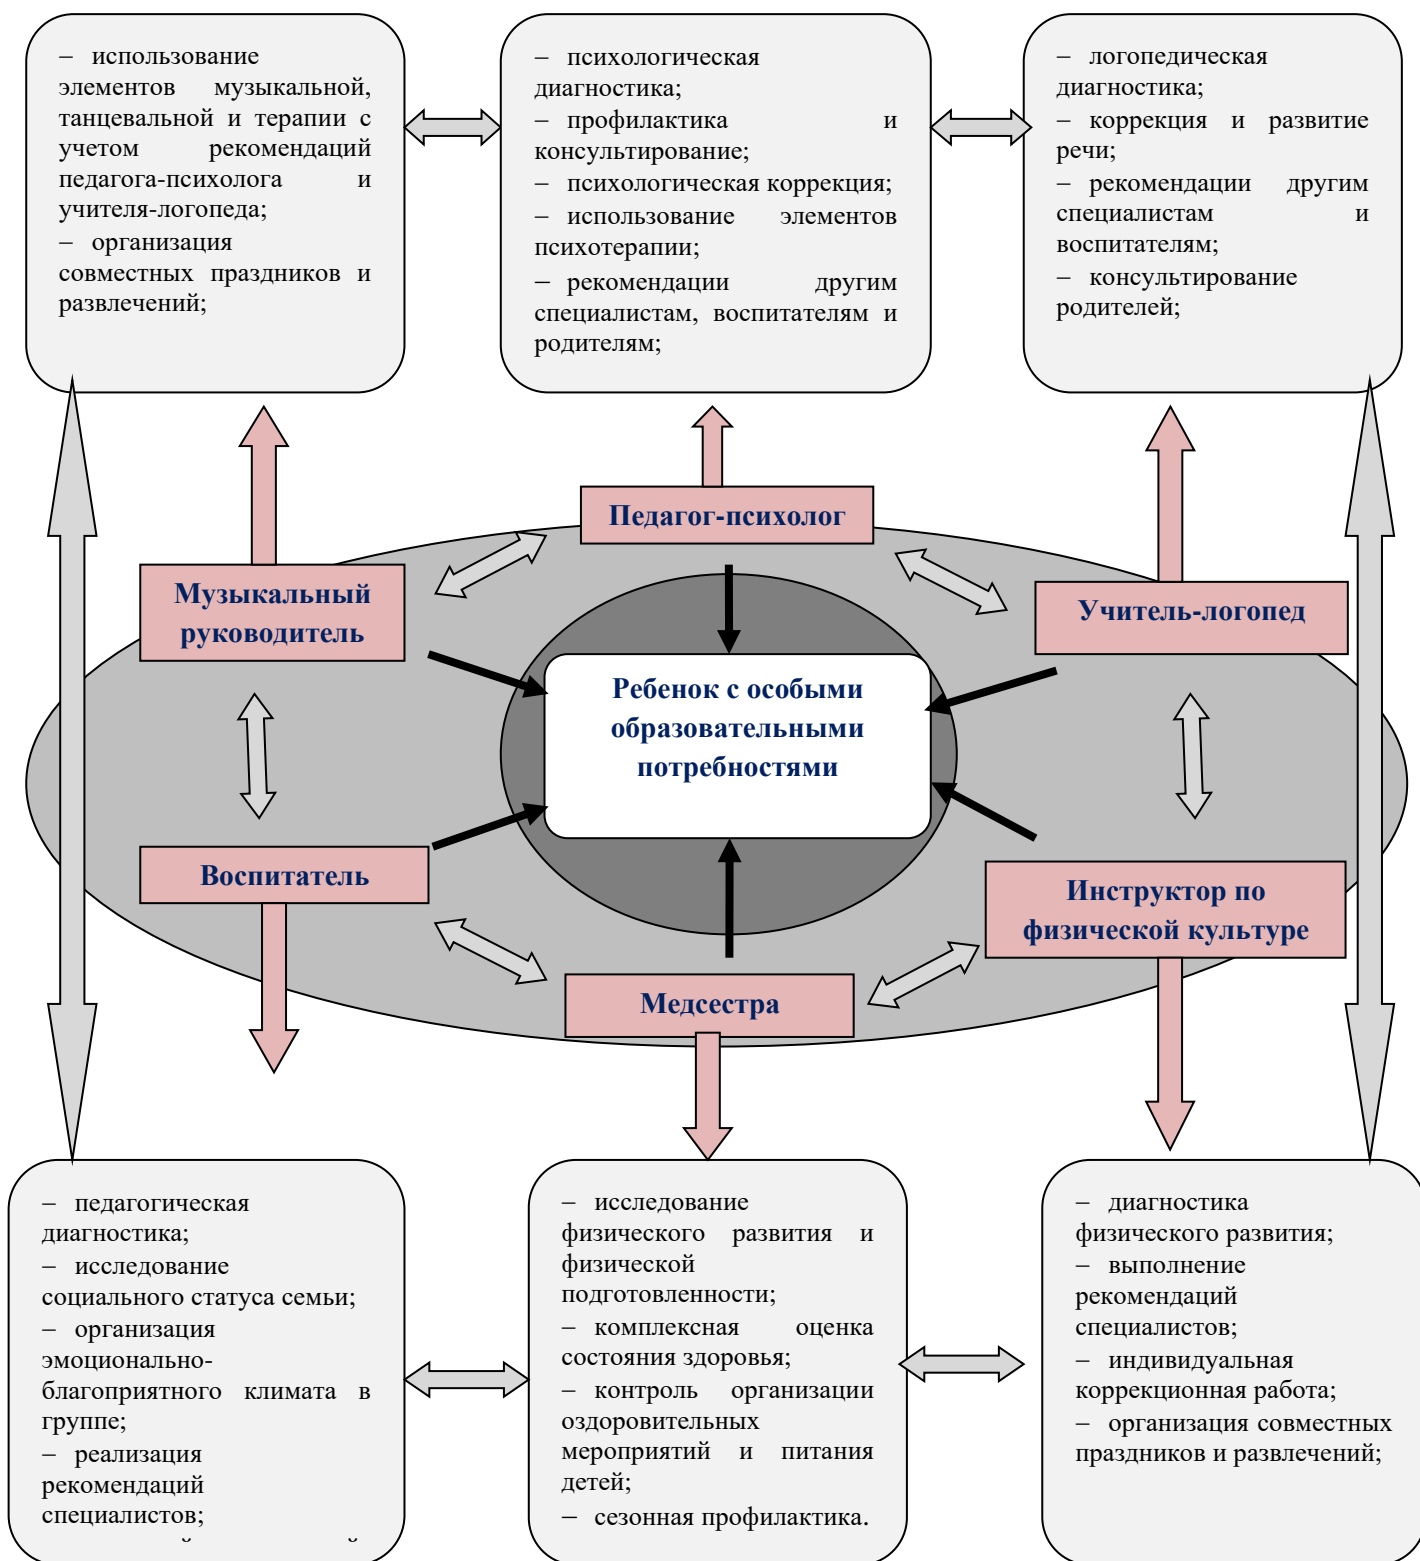 – использование
элементов музыкальной,
танцевальной и терапии с
учетом рекомендаций
педагога-психолога и
учителя-логопеда;
– организация
совместных праздников и
развлечений;
– психологическая
диагностика;
– профилактика и
консультирование;
– психологическая коррекция;
– использование элементов
психотерапии;
– рекомендации другим
специалистам, воспитателям и
родителям;
– логопедическая
диагностика;
– коррекция и развитие
речи;
– рекомендации другим
специалистам и
воспитателям;
– консультирование
родителей;
Педагог-психолог
Музыкальный
руководитель
Учитель-логопед
Ребенок с особыми
образовательными
потребностями
Воспитатель
Инструктор по
физической культуре
Медсестра
– педагогическая
диагностика;
– исследование
социального статуса семьи;
– организация
эмоционально-
благоприятного климата в
группе;
– реализация
рекомендаций
специалистов;
– исследование
физического развития и
физической
подготовленности;
– комплексная оценка
состояния здоровья;
– контроль организации
оздоровительных
мероприятий и питания
детей;
– сезонная профилактика.
– диагностика
физического развития;
– выполнение
рекомендаций
специалистов;
– индивидуальная
коррекционная работа;
– организация совместных
праздников и развлечений;